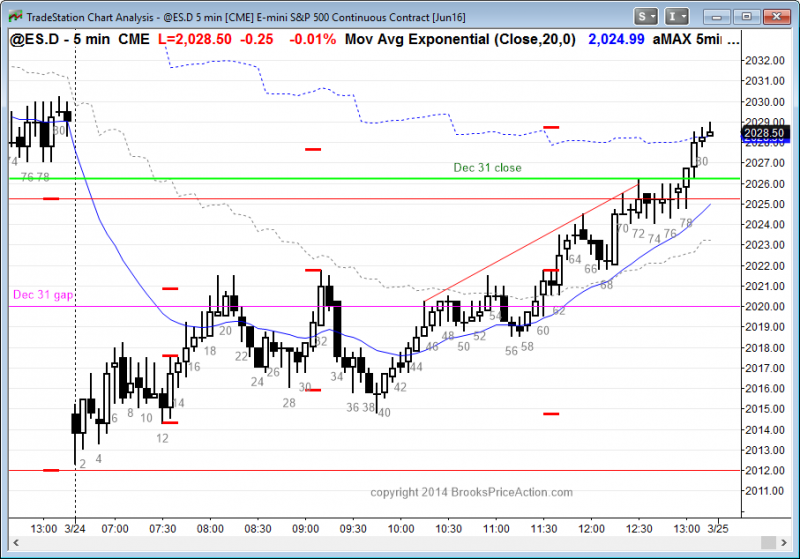 TradeStation Chart Analysis - @ES.D 5 min [CME] E-mini S&P 500 Continuous Contract [Jun16]
S I
@ES.D - 5 min CME L=2,028.50 -0.25 -0.01% Mov Avg Exponential (Close,20,0) 2,024.99 aMAX 5min ...
2032.00
2031.00
2030.00
2029.00
2028.50
2028.00
2027.00
2026.00
2025.00
2024.00
2023.00
2022.00
2021.00
2020.00
2019.00
2018.00
2017.00
2016.00
2015.00
2014.00
2013.00
2012.00
2011.00
Dec 31 close
Dec 31 gap
74 76 78 80
2 4 6 8 10 12 14 16 18 20 22 24 26 28 30 32 34 36 38 40 42 44 46 48 50 52 54 56 58 60 62 64 66 68 70 72 74 76 78 80
copyright 2014 BrooksPriceAction.com
13:00 3/24 07:00 07:30 08:00 08:30 09:00 09:30 10:00 10:30 11:00 11:30 12:00 12:30 13:00 3/25